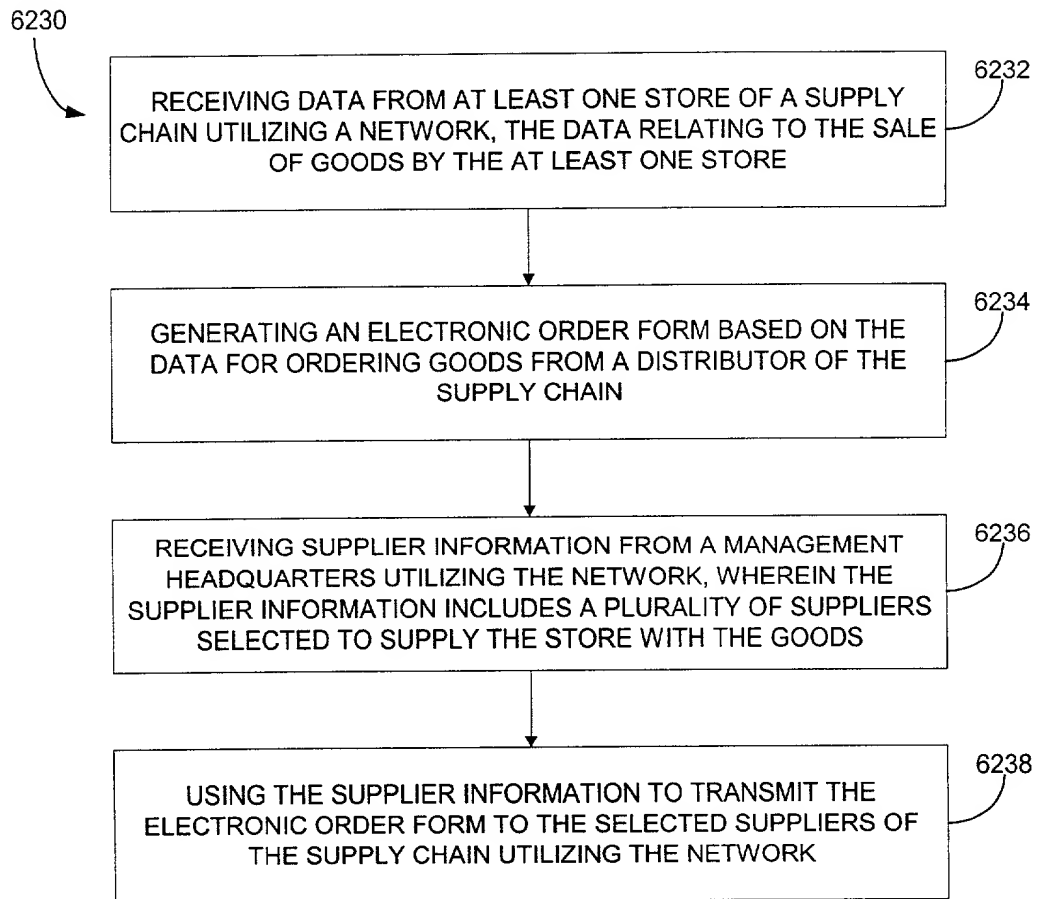 6230
6232
RECEIVING DATA FROM AT LEAST ONE STORE OF A SUPPLY
CHAIN UTILIZING A NETWORK, THE DATA RELATING TO THE SALE
OF GOODS BY THE AT LEAST ONE STORE
6234
GENERATING AN ELECTRONIC ORDER FORM BASED ON THE
DATA FOR ORDERING GOODS FROM A DISTRIBUTOR OF THE
SUPPLY CHAIN
6236
RECEIVING SUPPLIER INFORMATION FROM A MANAGEMENT
HEADQUARTERS UTILIZING THE NETWORK, WHEREIN THE
SUPPLIER INFORMATION INCLUDES A PLURALITY OF SUPPLIERS
SELECTED TO SUPPLY THE STORE WITH THE GOODS
6238
USING THE SUPPLIER INFORMATION TO TRANSMIT THE
ELECTRONIC ORDER FORM TO THE SELECTED SUPPLIERS OF
THE SUPPLY CHAIN UTILIZING THE NETWORK